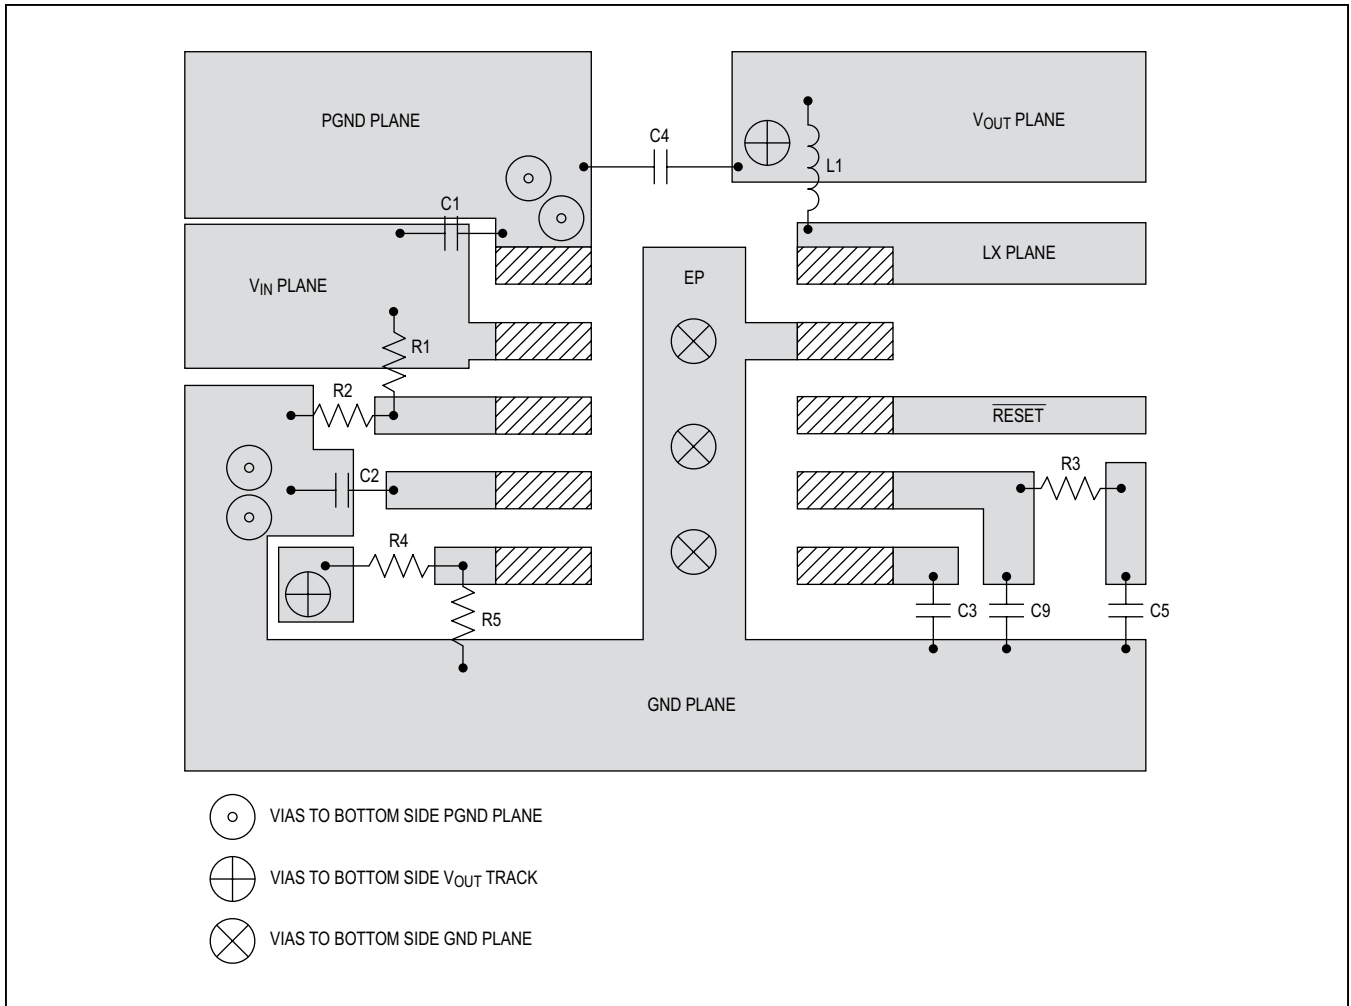 PGND PLANE
C4
VOUT PLANE
L1
C1
LX PLANE
EP
VIN PLANE
R1
R2
RESET
C2
R3
R4
R5
C3
C9
C5
GND PLANE
VIAS TO BOTTOM SIDE PGND PLANE
VIAS TO BOTTOM SIDE VOUT TRACK
VIAS TO BOTTOM SIDE GND PLANE